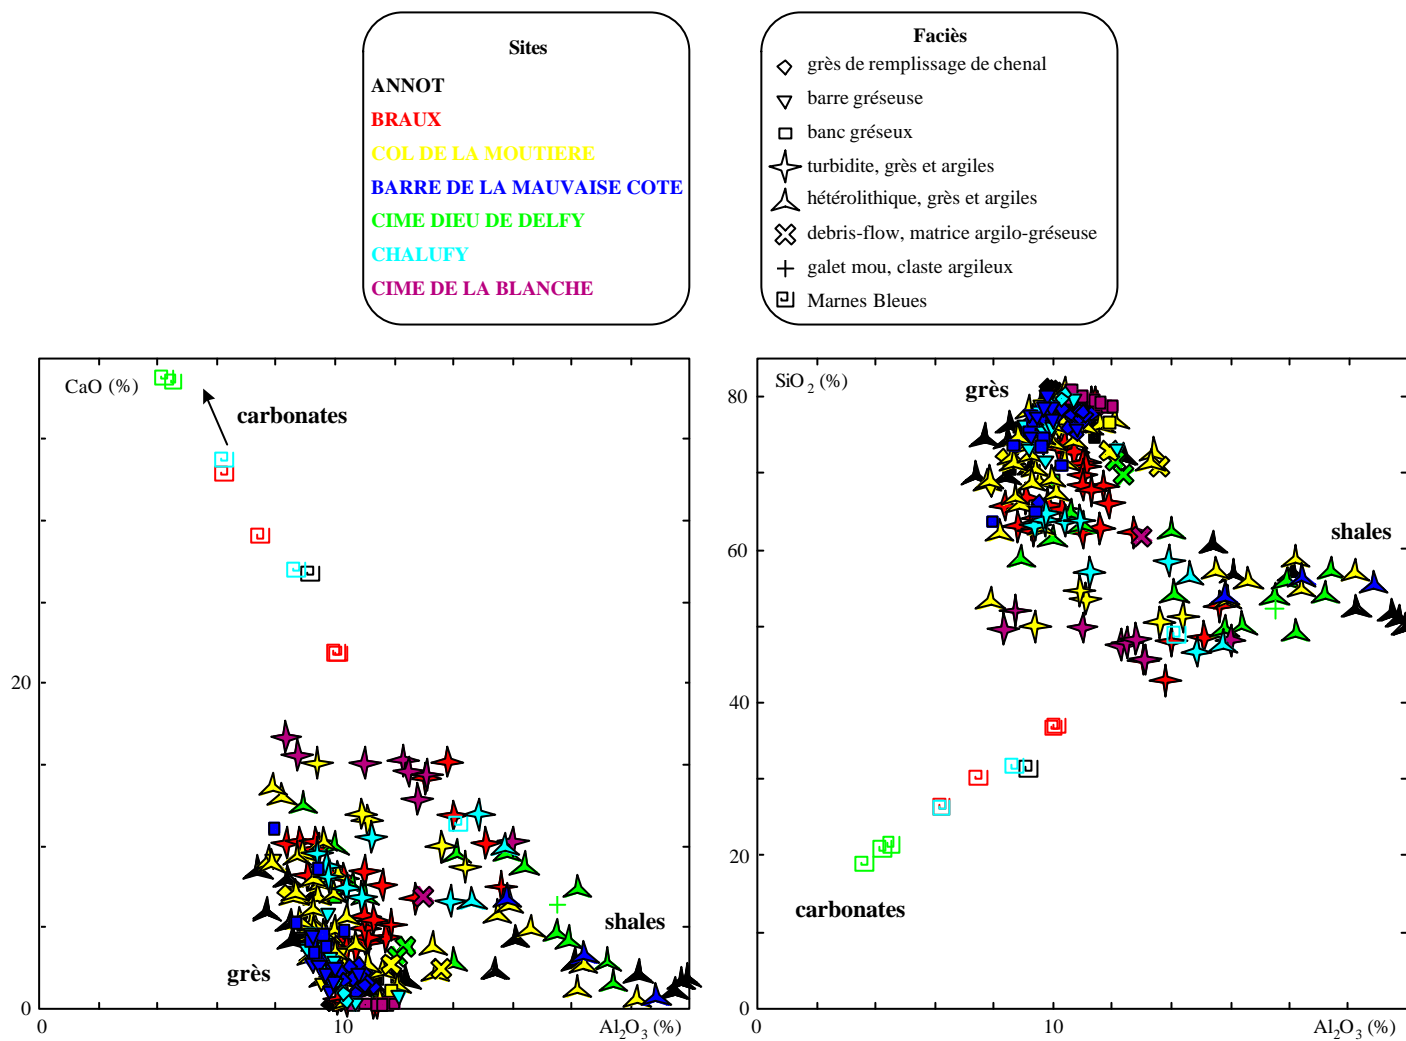 Sites
ANNOT
BRAUX
COL DE LA MOUTIERE
BARRE DE LA MAUVAISE COTE
CIME DIEU DE DELFY
CHALUFY
CIME DE LA BLANCHE
Faciès
grès de remplissage de chenal
barre gréseuse
banc gréseux
turbidite, grès et argiles
hétérolithique, grès et argiles
debris-flow, matrice argilo-gréseuse
galet mou, claste argileux
Marnes Bleues
CaO (%)
carbonates
20
shales
grès
0
0
10
Al2O3 (%)
SiO2 (%)
80
grès
shales
60
40
20
carbonates
0
0
10
Al2O3 (%)